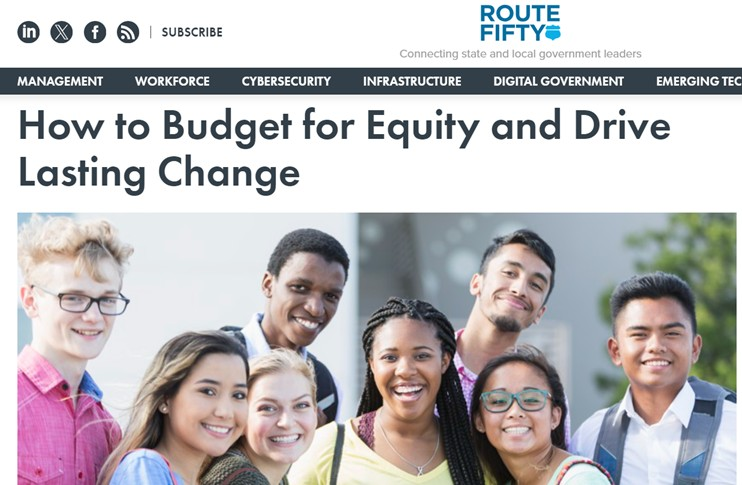 in X f
| SUBSCRIBE
ROUTE
FIFTY
Connecting state and local government leaders
MANAGEMENT WORKFORCE CYBERSECURITY INFRASTRUCTURE DIGITAL GOVERNMENT EMERGING TEC
How to Budget for Equity and Drive
Lasting Change